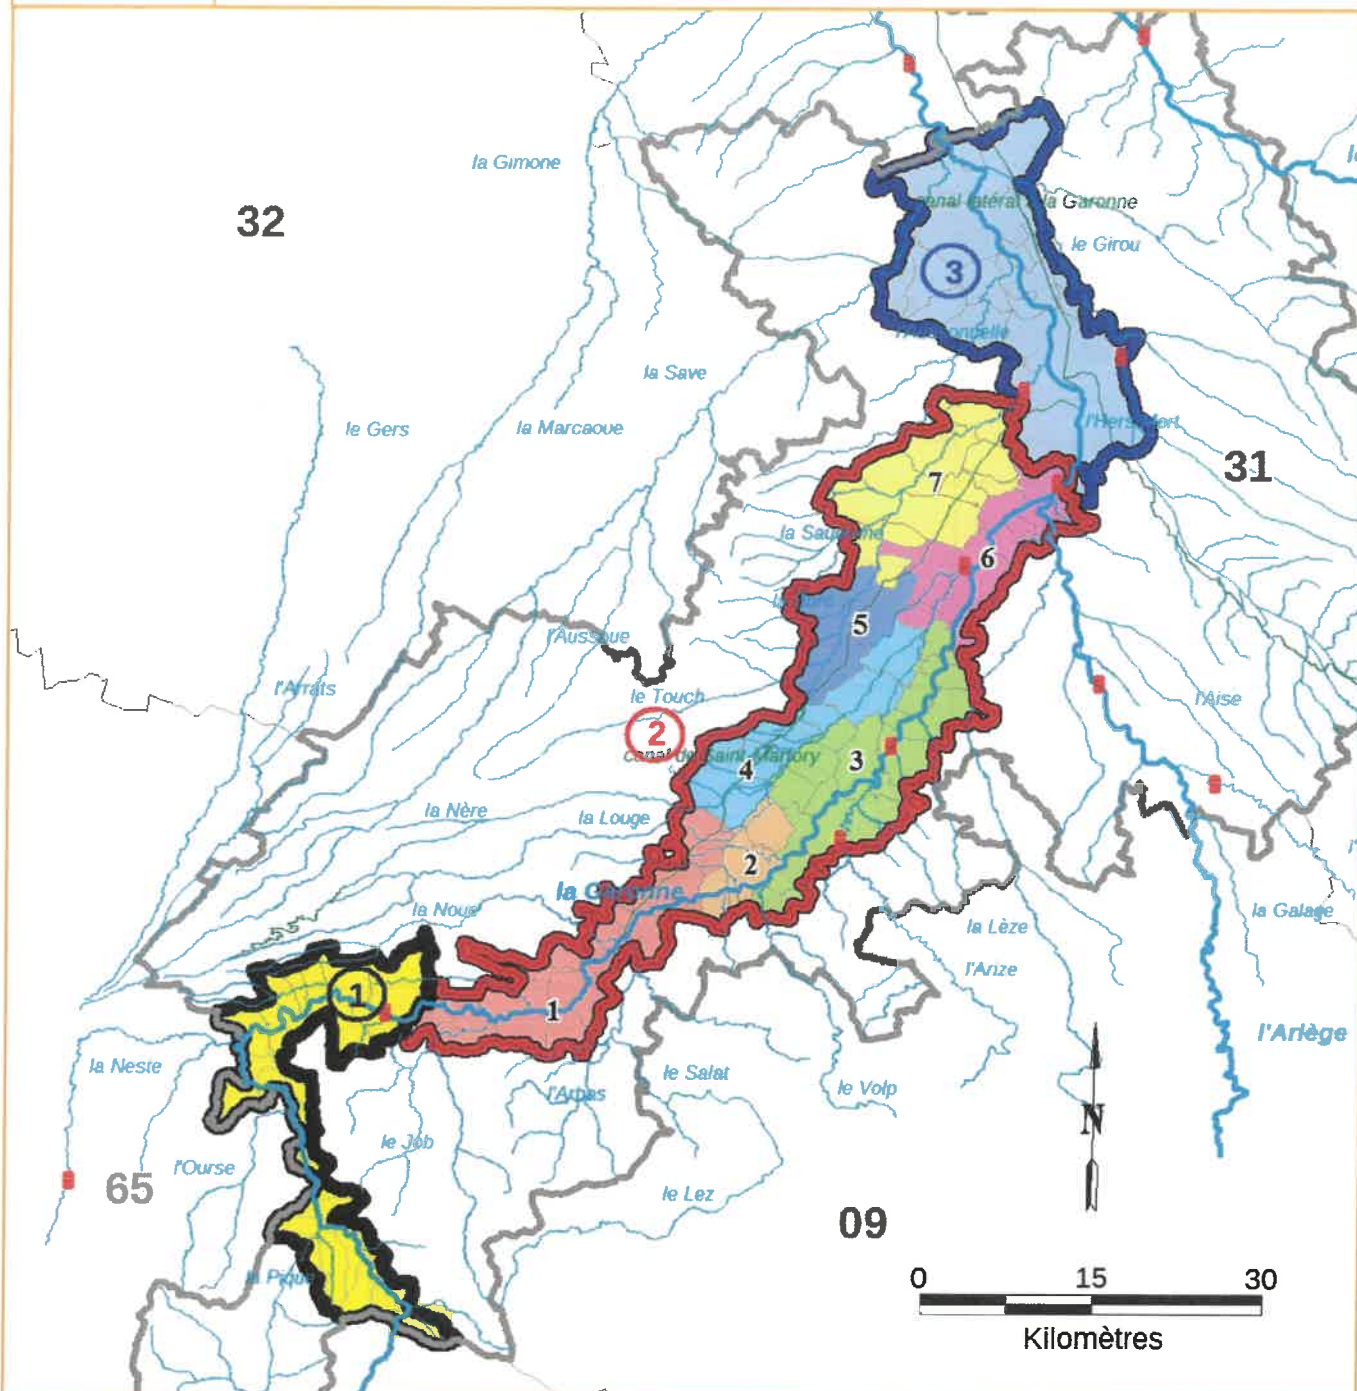 la Gimone
32
canal latéral à la Garonne
le Girou
3
la Save
le Gers
la Marcaoue
31
7
la Saudrune
6
5
l'Aussoue
l'Arrats
le Touch
l'Aise
2
canal de Saint-Martory
4
3
la Nère
la Louge
2
la Garonne
la Noue
la Galage
la Lèze
l'Arize
1
1
l'Ariège
la Neste
l'Arbas
le Salat
le Volp
N
le Job
l'Ourse
65
le Lez
09
la Pique
0 15 30
Kilomètres